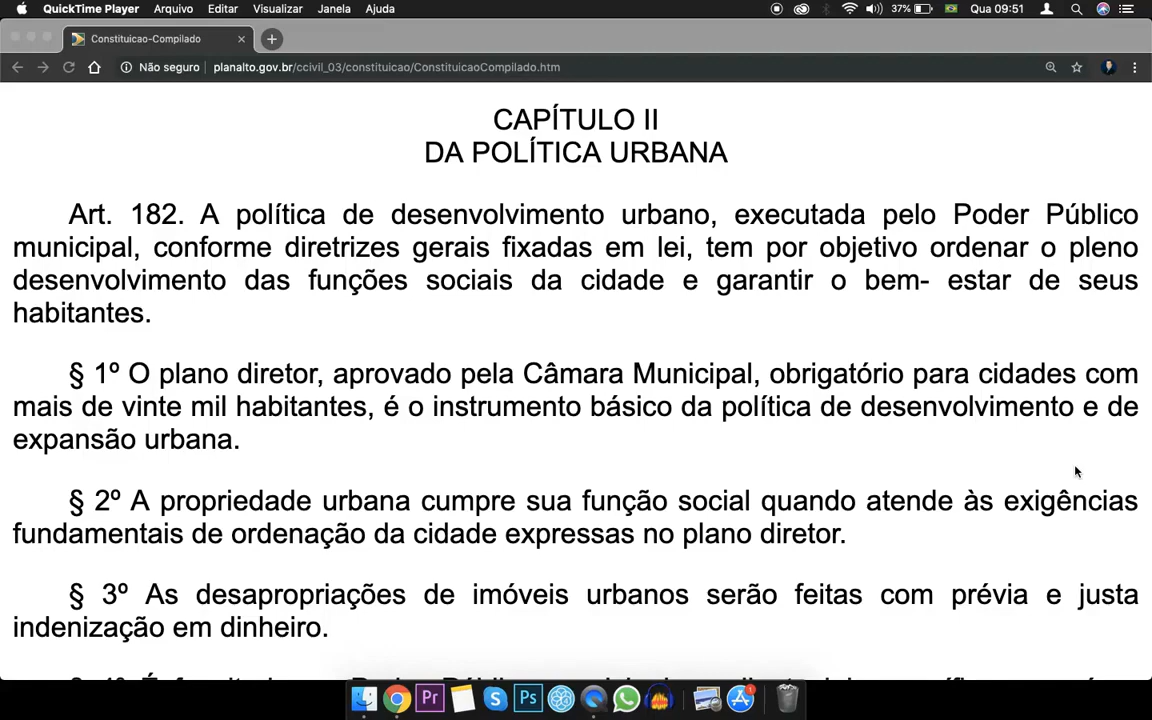 QuickTime Player Arquivo Editar Visualizar Janela Ajuda 37% Qua 09:51
Constituicao-Compilado
Não seguro planalto.gov.br/ccivil_03/constituicao/ConstituicaoCompilado.htm
CAPÍTULO II
DA POLÍTICA URBANA
Art. 182. A política de desenvolvimento urbano, executada pelo Poder Público
municipal, conforme diretrizes gerais fixadas em lei, tem por objetivo ordenar o pleno
desenvolvimento das funções sociais da cidade e garantir o bem- estar de seus
habitantes.
§ 1º O plano diretor, aprovado pela Câmara Municipal, obrigatório para cidades com
mais de vinte mil habitantes, é o instrumento básico da política de desenvolvimento e de
expansão urbana.
§ 2º A propriedade urbana cumpre sua função social quando atende às exigências
fundamentais de ordenação da cidade expressas no plano diretor.
§ 3º As desapropriações de imóveis urbanos serão feitas com prévia e justa
indenização em dinheiro.
Pr S Ps 1